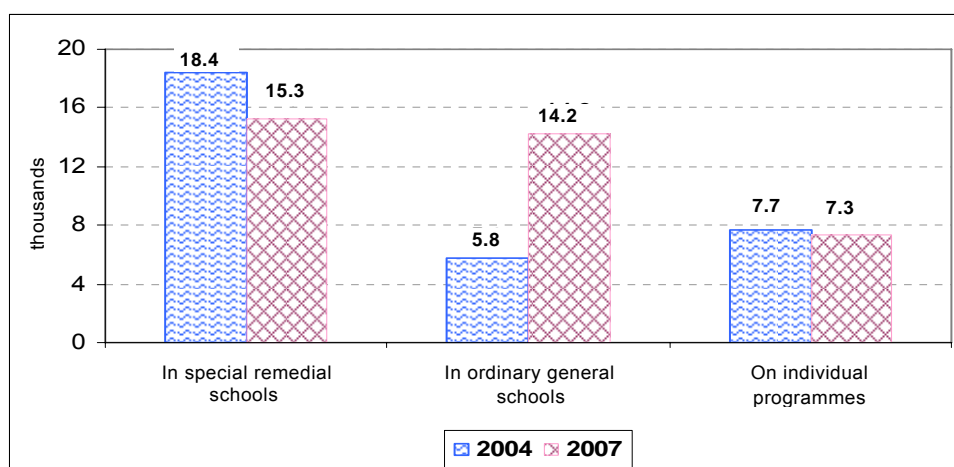 20
16
12
8
4
0
thousands
18.4
15.3
14.2
5.8
7.7
7.3
In special remedial
schools
In ordinary general
schools
On individual
programmes
2004
2007